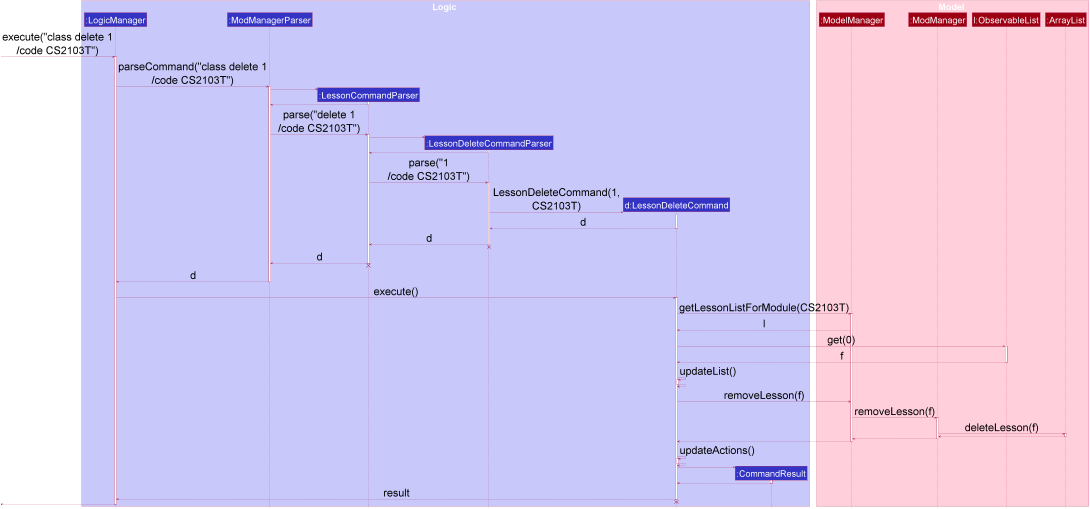 Logic
Model
:LogicManager
:ModManagerParser
:ModelManager
:ModManager
l:ObservableList
:ArrayList
execute("class delete 1
/code CS2103T")
parseCommand("class delete 1
/code CS2103T")
:LessonCommandParser
parse("delete 1
/code CS2103T")
:LessonDeleteCommandParser
parse("1
/code CS2103T")
LessonDeleteCommand(1,
CS2103T)
d:LessonDeleteCommand
d
d
d
d
execute()
getLessonListForModule(CS2103T)
l
get(0)
f
updateList()
removeLesson(f)
removeLesson(f)
deleteLesson(f)
updateActions()
:CommandResult
result